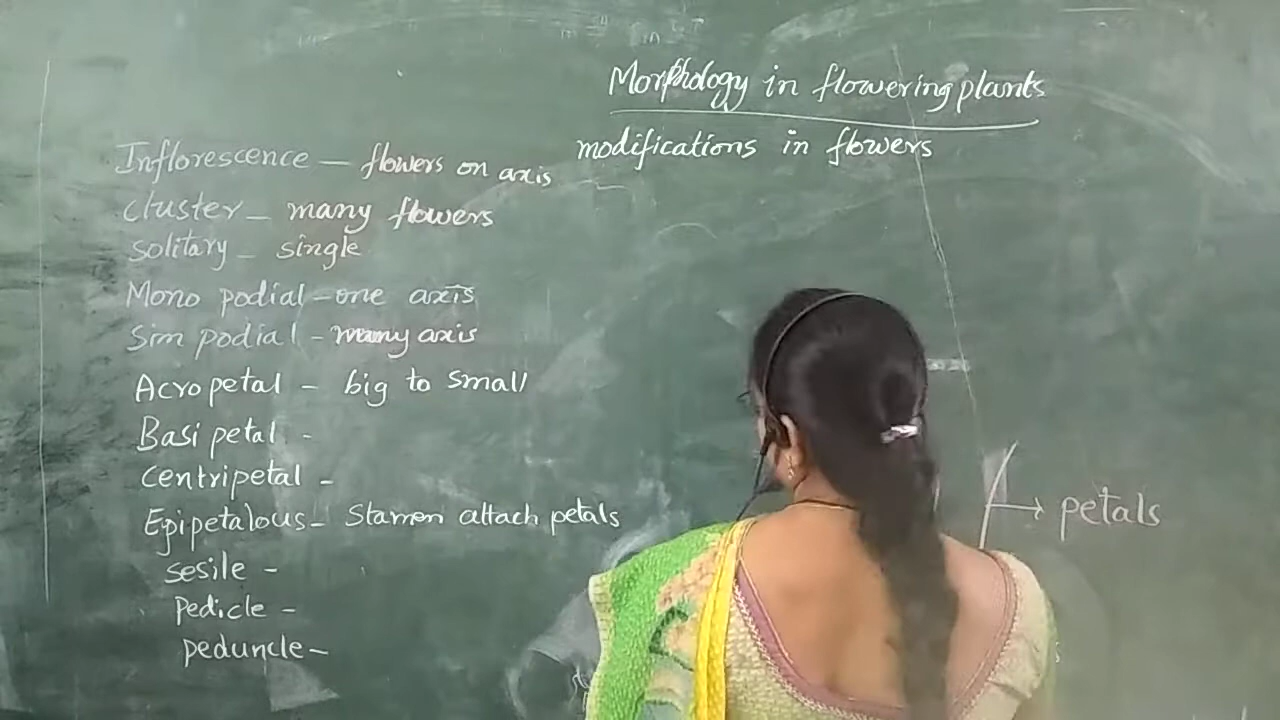 Morphology in flowering plants
modifications in flowers
Inflorescence — flowers on axis
cluster – many flowers
solitary – single
Mono podial – one axis
Sim podial – many axis
Acro petal – big to small
Basi petal -
centripetal -
Epipetalous – Stamen attach petals
sesile -
pedicle -
peduncle –
→ petals